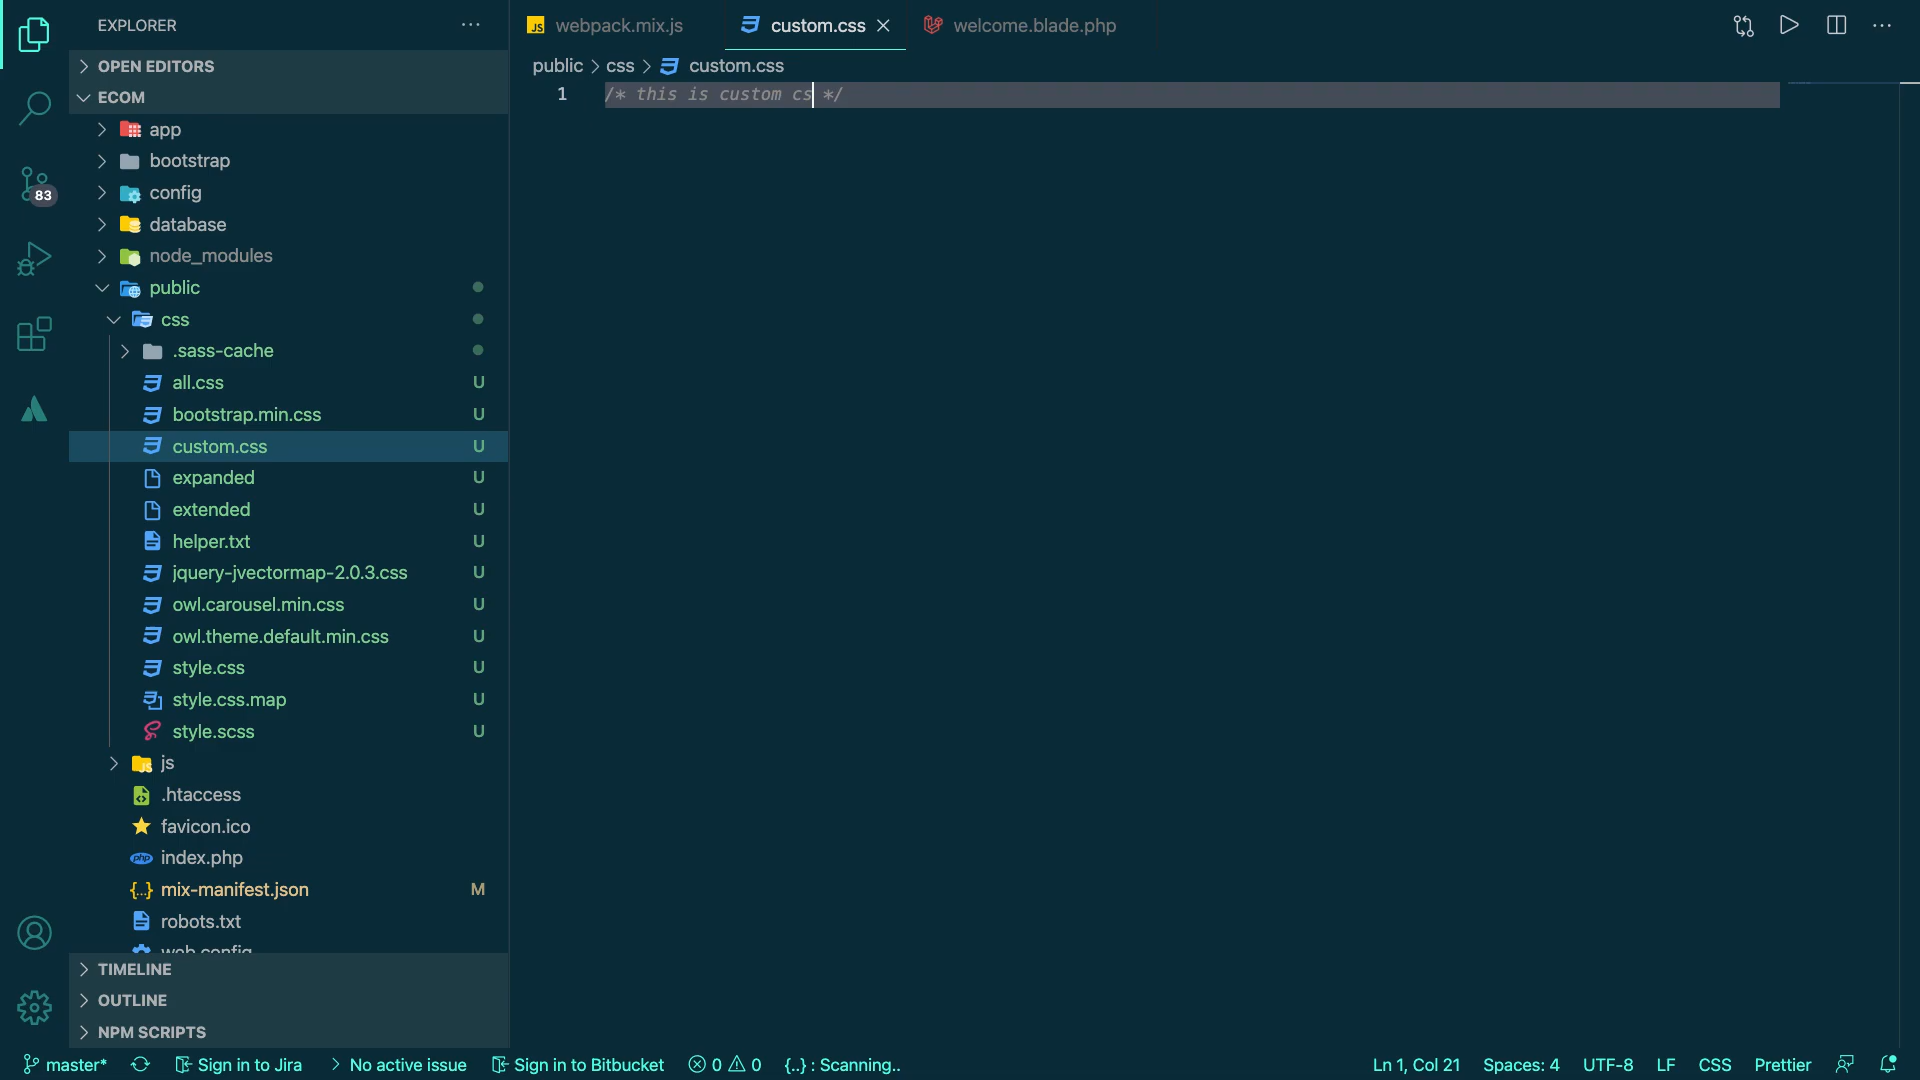 EXPLORER
OPEN EDITORS
ECOM
app
bootstrap
config
database
node_modules
public
css
.sass-cache
all.css U
bootstrap.min.css U
custom.css U
expanded U
extended U
helper.txt U
jquery-jvectormap-2.0.3.css U
owl.carousel.min.css U
owl.theme.default.min.css U
style.css U
style.css.map U
style.scss U
js
.htaccess
favicon.ico
index.php
mix-manifest.json M
robots.txt
web.config
TIMELINE
OUTLINE
NPM SCRIPTS
83
webpack.mix.js custom.css welcome.blade.php
public > css > custom.css
1 /* this is custom cs */
master* Sign in to Jira No active issue Sign in to Bitbucket 0 0 {..} : Scanning.. Ln 1, Col 21 Spaces: 4 UTF-8 LF CSS Prettier